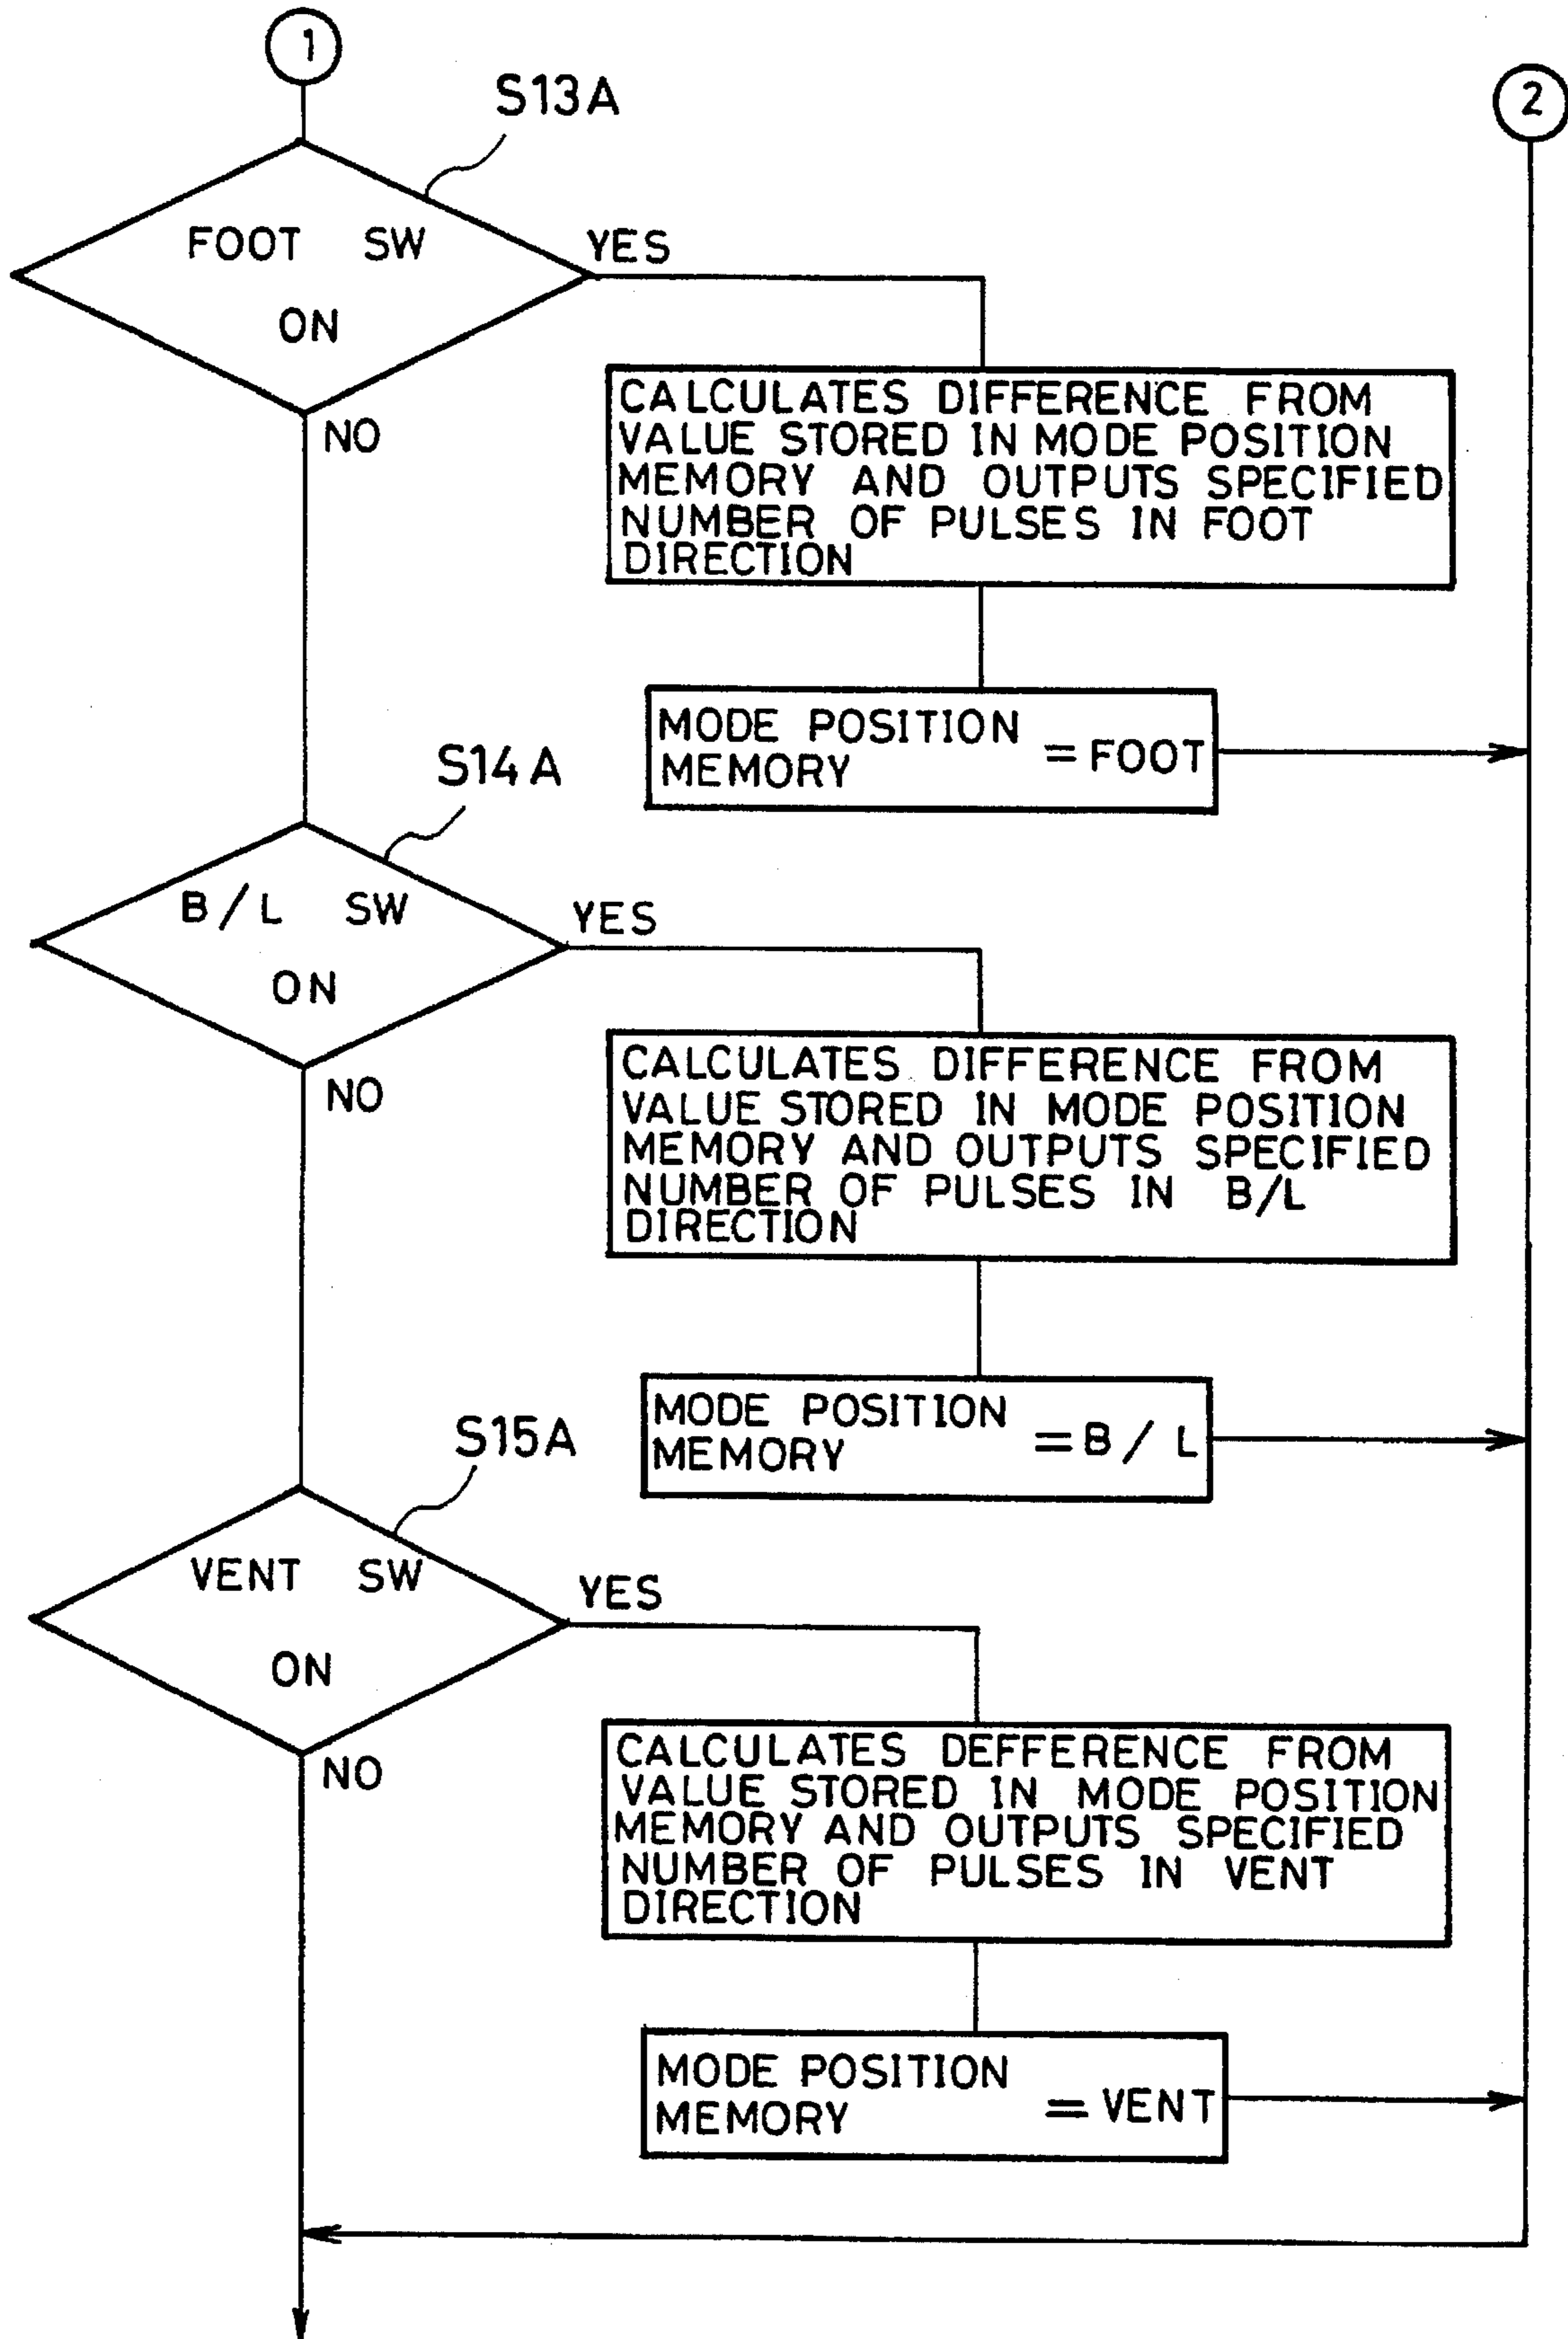 1
2
S13A
FOOT SW
ON
YES
NO
CALCULATES DIFFERENCE FROM
VALUE STORED IN MODE POSITION
MEMORY AND OUTPUTS SPECIFIED
NUMBER OF PULSES IN FOOT
DIRECTION
MODE POSITION
MEMORY = FOOT
S14A
B/L SW
ON
YES
NO
CALCULATES DIFFERENCE FROM
VALUE STORED IN MODE POSITION
MEMORY AND OUTPUTS SPECIFIED
NUMBER OF PULSES IN B/L
DIRECTION
MODE POSITION
MEMORY = B/L
S15A
VENT SW
ON
YES
NO
CALCULATES DEFFERENCE FROM
VALUE STORED IN MODE POSITION
MEMORY AND OUTPUTS SPECIFIED
NUMBER OF PULSES IN VENT
DIRECTION
MODE POSITION
MEMORY = VENT